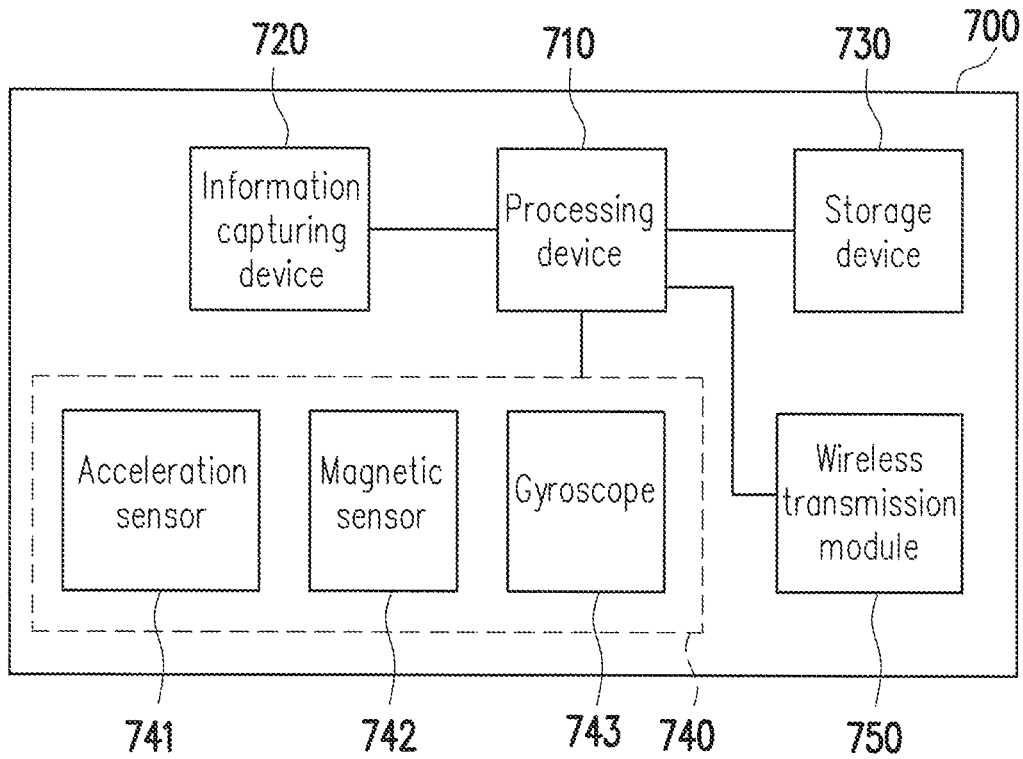 700
720
710
730
Information
capturing
device
Processing
device
Storage
device
Acceleration
sensor
Magnetic
sensor
Gyroscope
Wireless
transmission
module
741
742
743
740
750